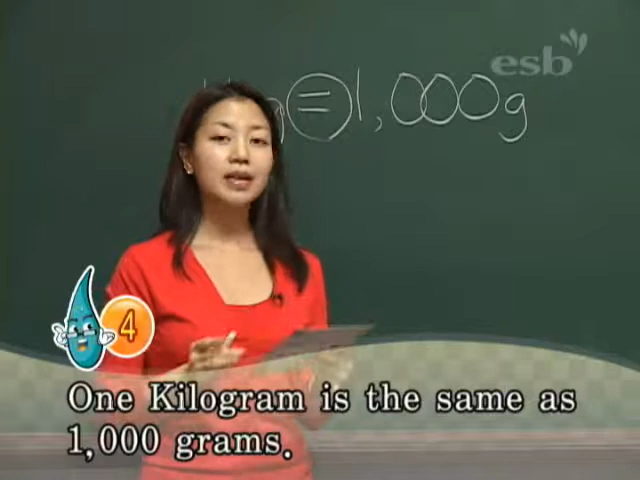 esb
=1,000g
4
One Kilogram is the same as
1,000 grams.